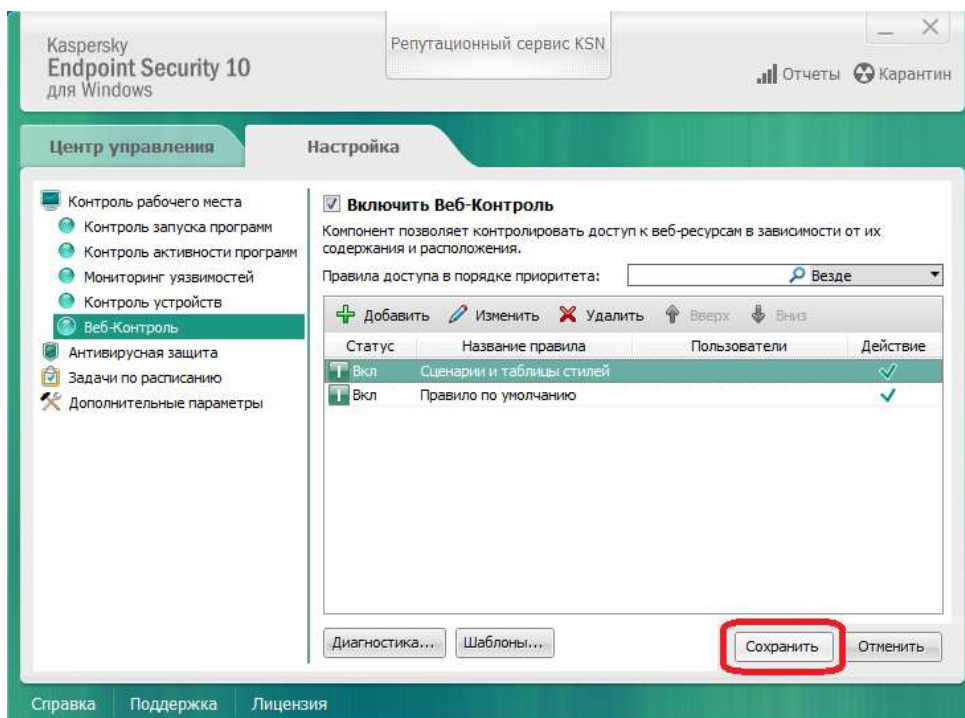 Kaspersky
Endpoint Security 10
для Windows
Репутационный сервис KSN
Отчеты
Карантин
Центр управления
Настройка
Контроль рабочего места
Контроль запуска программ
Контроль активности программ
Мониторинг уязвимостей
Контроль устройств
Веб-Контроль
Антивирусная защита
Задачи по расписанию
Дополнительные параметры
Включить Веб-Контроль
Компонент позволяет контролировать доступ к веб-ресурсам в зависимости от их
содержания и расположения.
Правила доступа в порядке приоритета:
Везде
Добавить Изменить Удалить Вверх Вниз
Статус Название правила Пользователи Действие
Вкл Сценарии и таблицы стилей
Вкл Правило по умолчанию
Диагностика... Шаблоны...
Сохранить Отменить
Справка Поддержка Лицензия